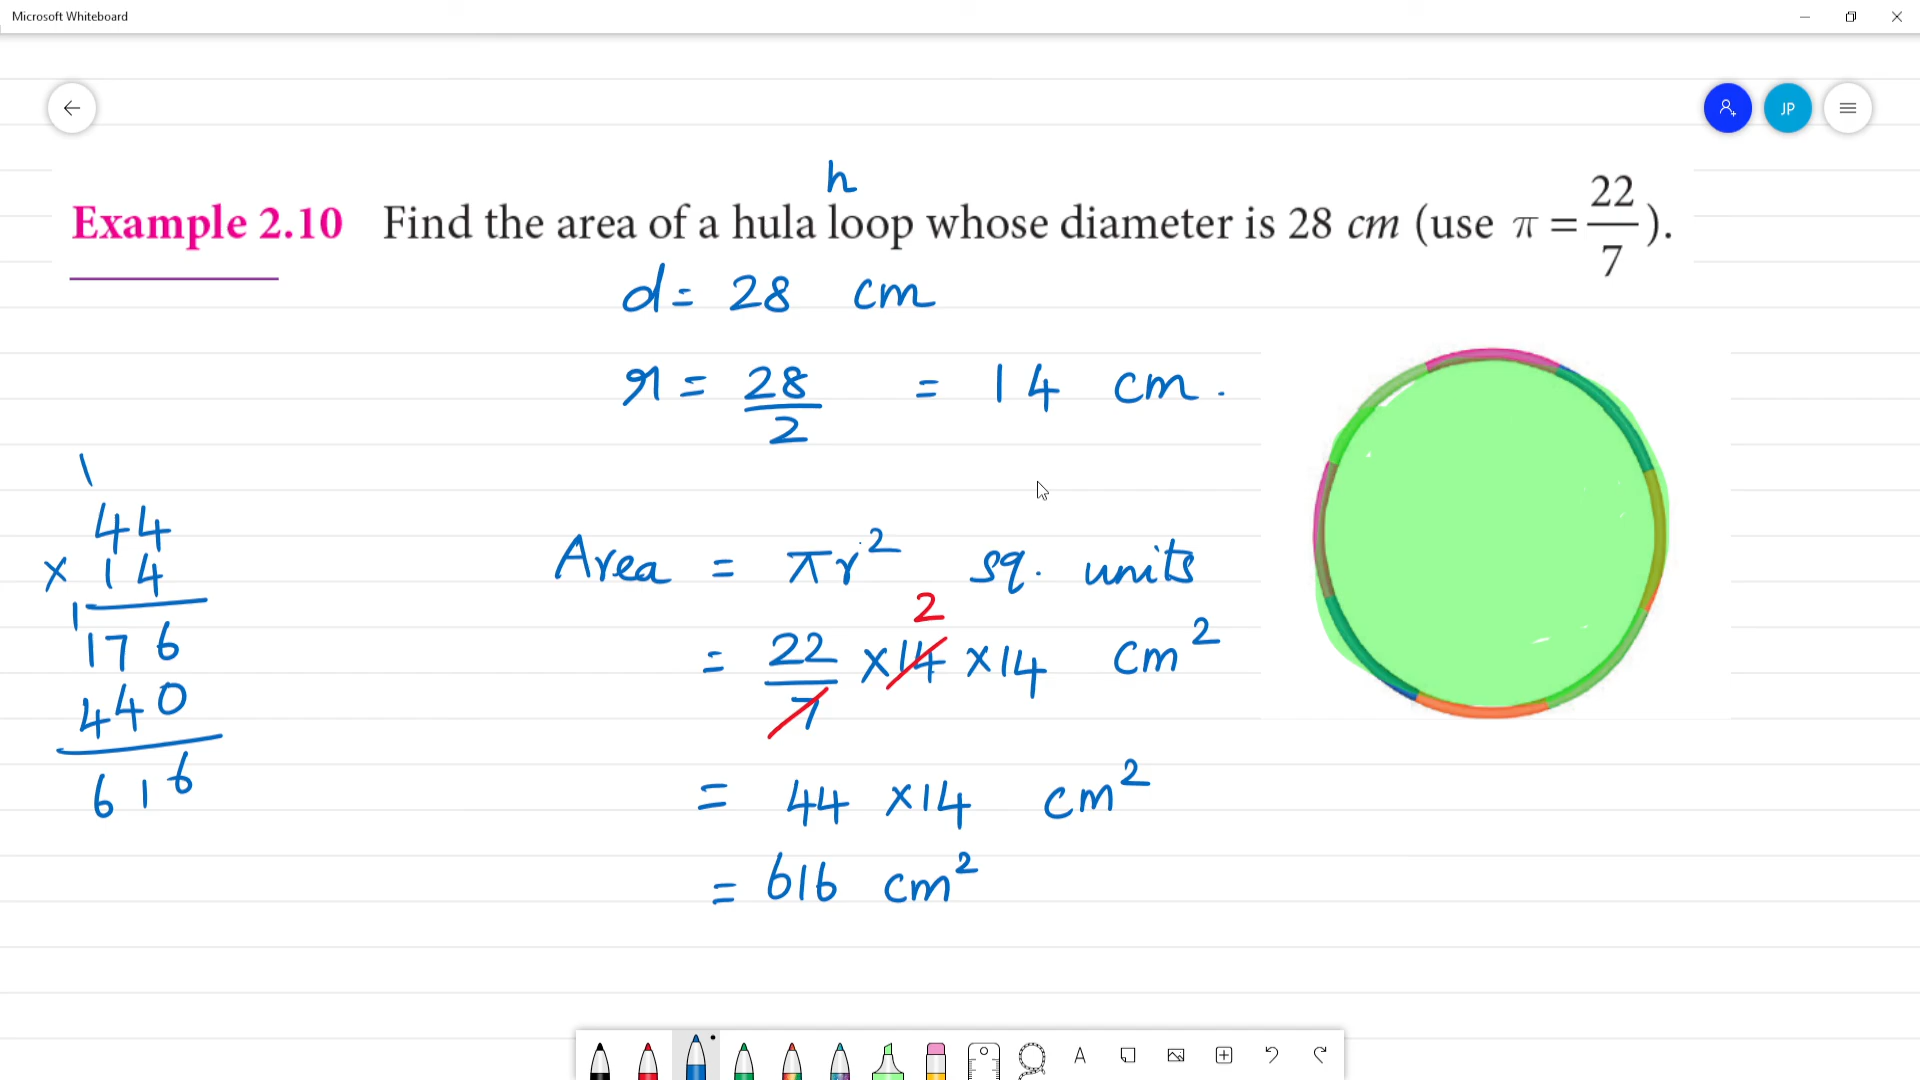 Microsoft Whiteboard
JP
h
Example 2.10 Find the area of a hula loop whose diameter is 28 cm (use π = 22/7).
d = 28 cm
r = 28/2 = 14 cm.
1
44
× 14
1
176
440
616
Area = πr² sq. units
2
= 22/7 × 14 × 14 cm²
= 44 × 14 cm²
= 616 cm²
A